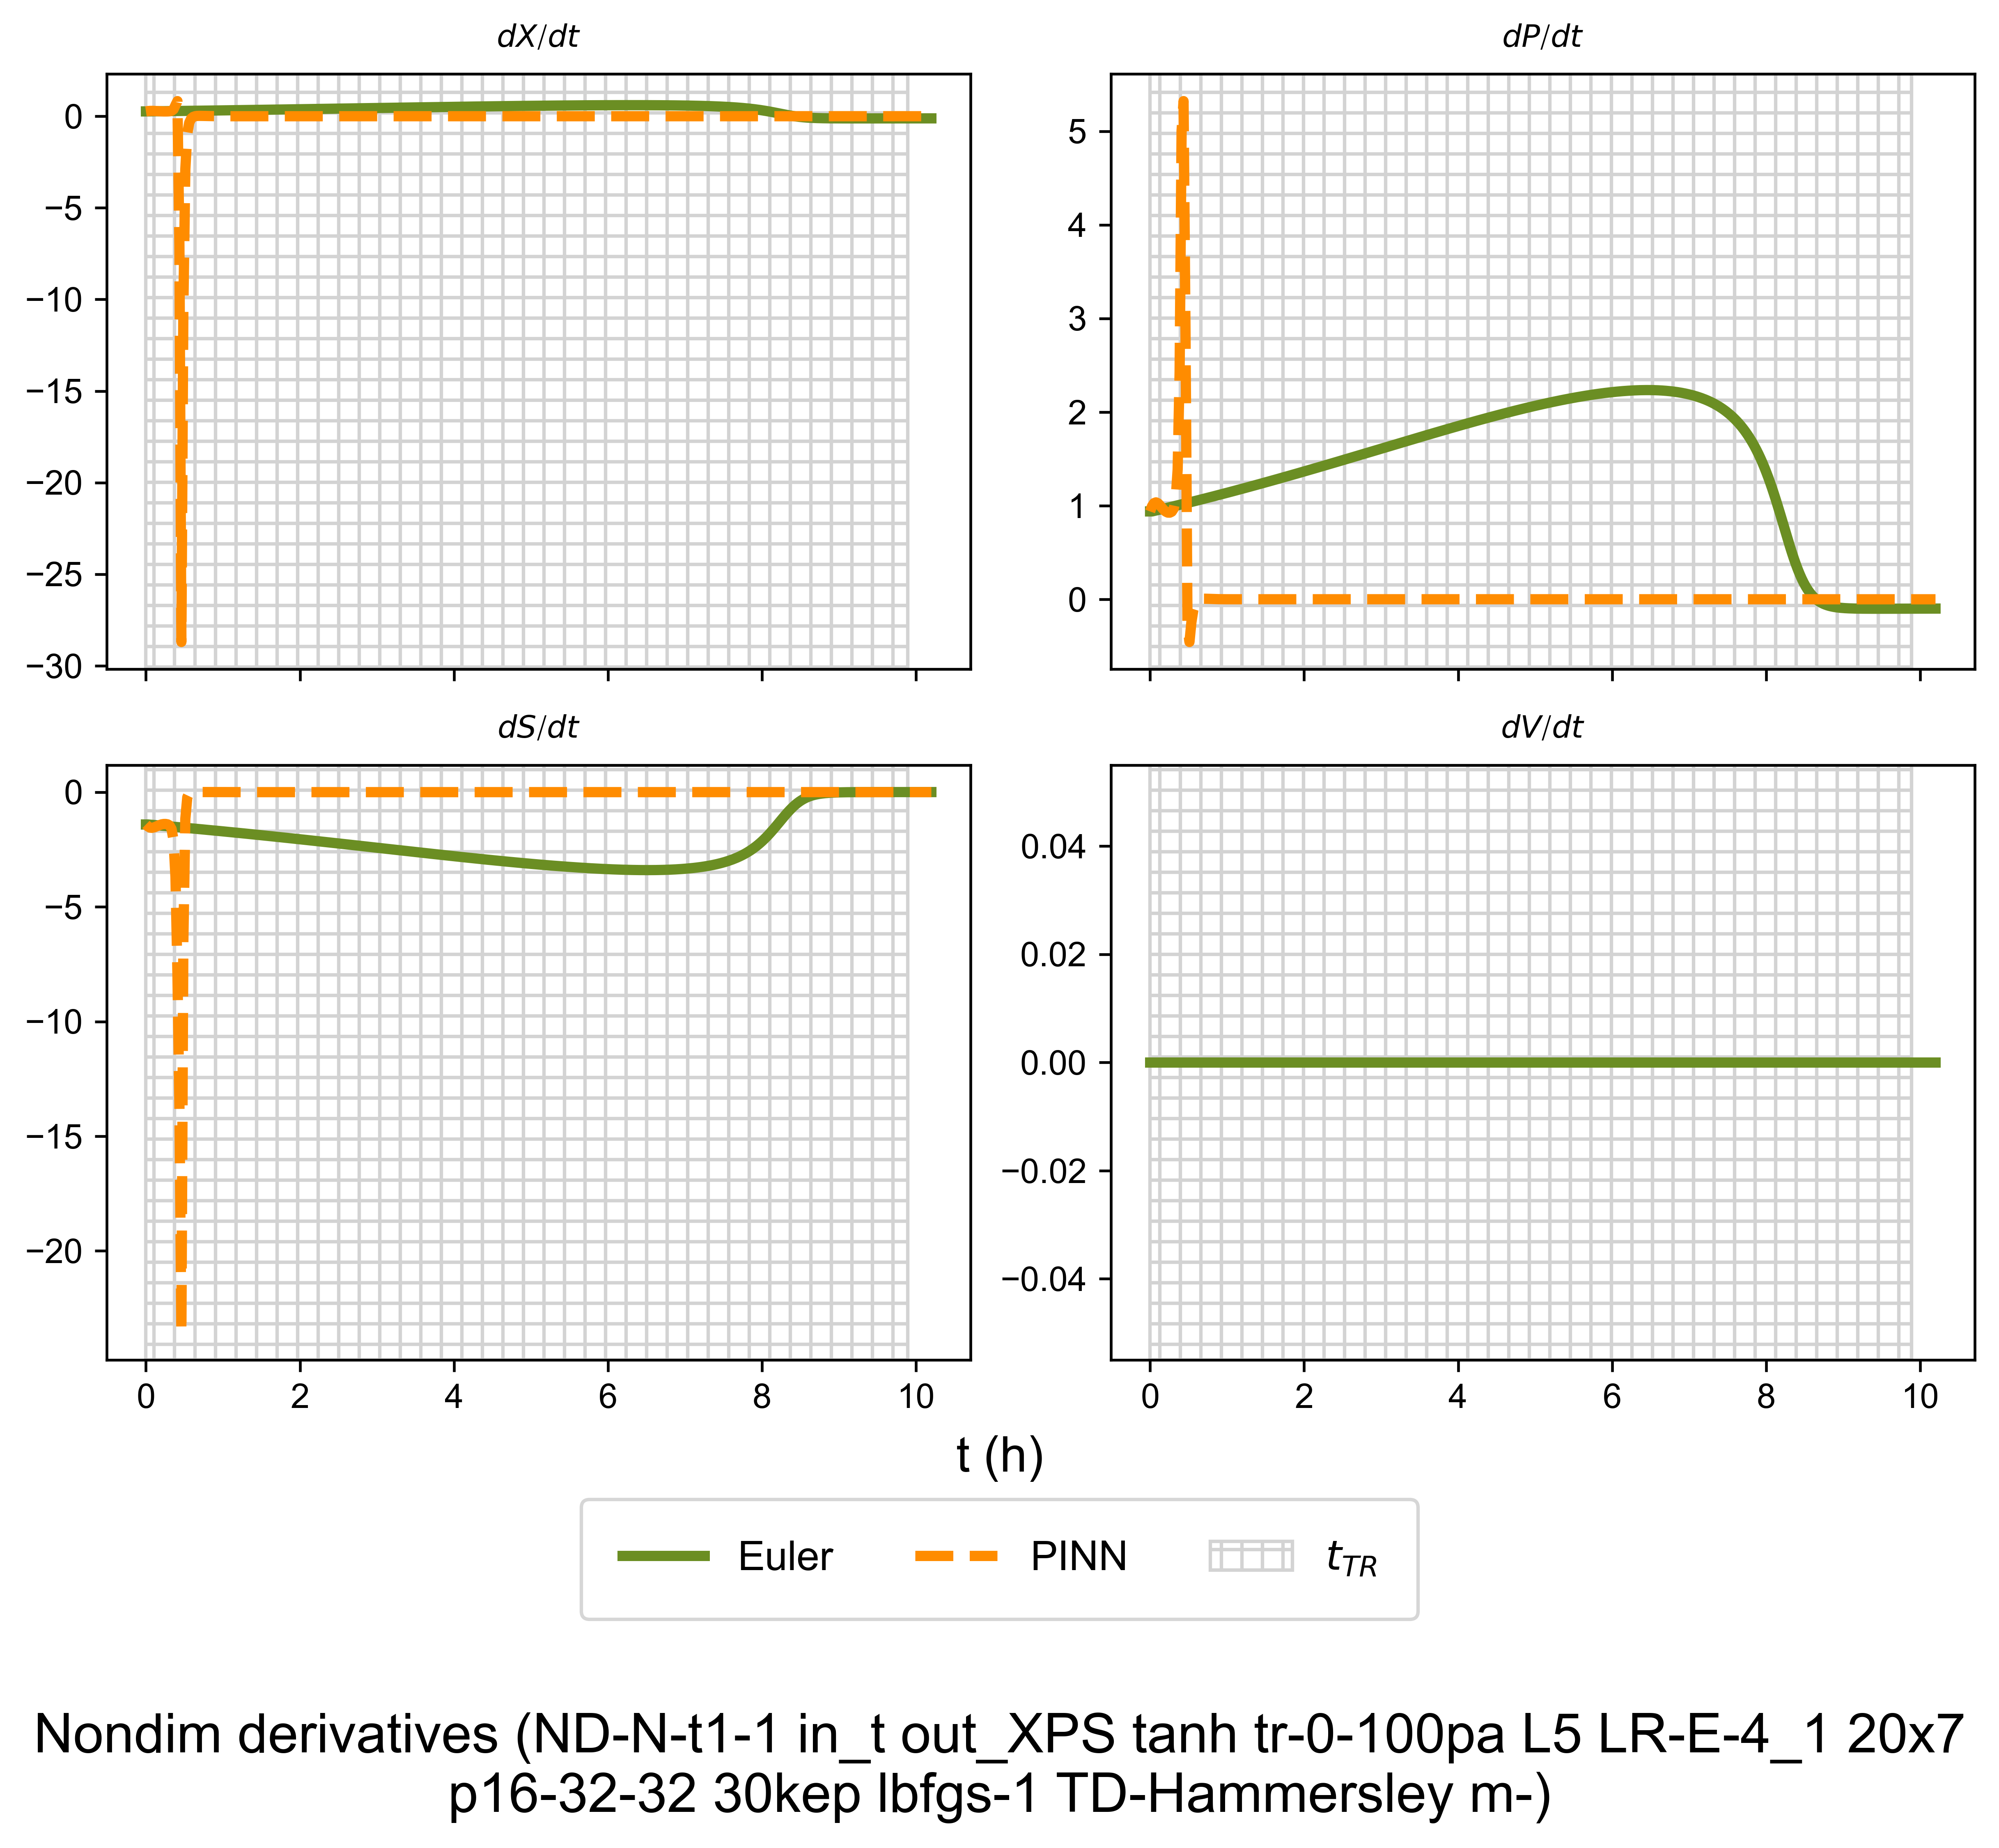 dX/dt
dP/dt
0
−5
−10
−15
−20
−25
−30
5
4
3
2
1
0
dS/dt
dV/dt
0
−5
−10
−15
−20
0.04
0.02
0.00
−0.02
−0.04
0 2 4 6 8 10
0 2 4 6 8 10
t (h)
Euler PINN t_TR
Nondim derivatives (ND-N-t1-1 in_t out_XPS tanh tr-0-100pa L5 LR-E-4_1 20x7
p16-32-32 30kep lbfgs-1 TD-Hammersley m-)